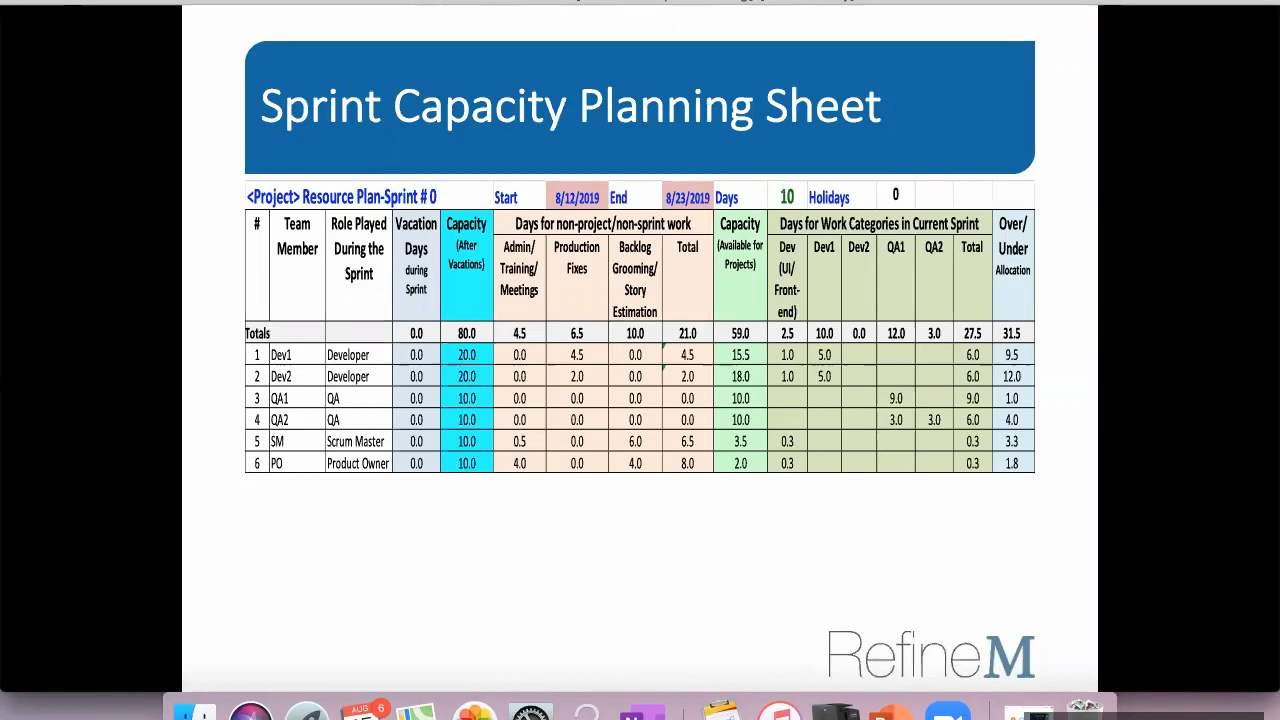 Sprint Capacity Planning Sheet
<Project> Resource Plan-Sprint # 0 Start 8/12/2019 End 8/23/2019 Days 10 Holidays 0
# Team Member Role Played During the Sprint Vacation Days during Sprint Capacity (After Vacations) Days for non-project/non-sprint work Capacity (Available for Projects) Days for Work Categories in Current Sprint Over/ Under Allocation
Admin/ Training/ Meetings Production Fixes Backlog Grooming/ Story Estimation Total Dev (UI/ Front-end) Dev1 Dev2 QA1 QA2 Total
Totals 0.0 80.0 4.5 6.5 10.0 21.0 59.0 2.5 10.0 0.0 12.0 3.0 27.5 31.5
1 Dev1 Developer 0.0 20.0 0.0 4.5 0.0 4.5 15.5 1.0 5.0 6.0 9.5
2 Dev2 Developer 0.0 20.0 0.0 2.0 0.0 2.0 18.0 1.0 5.0 6.0 12.0
3 QA1 QA 0.0 10.0 0.0 0.0 0.0 0.0 10.0 9.0 9.0 1.0
4 QA2 QA 0.0 10.0 0.0 0.0 0.0 0.0 10.0 3.0 3.0 6.0 4.0
5 SM Scrum Master 0.0 10.0 0.5 0.0 6.0 6.5 3.5 0.3 0.3 3.3
6 PO Product Owner 0.0 10.0 4.0 0.0 4.0 8.0 2.0 0.3 0.3 1.8
RefineM
AUG 6